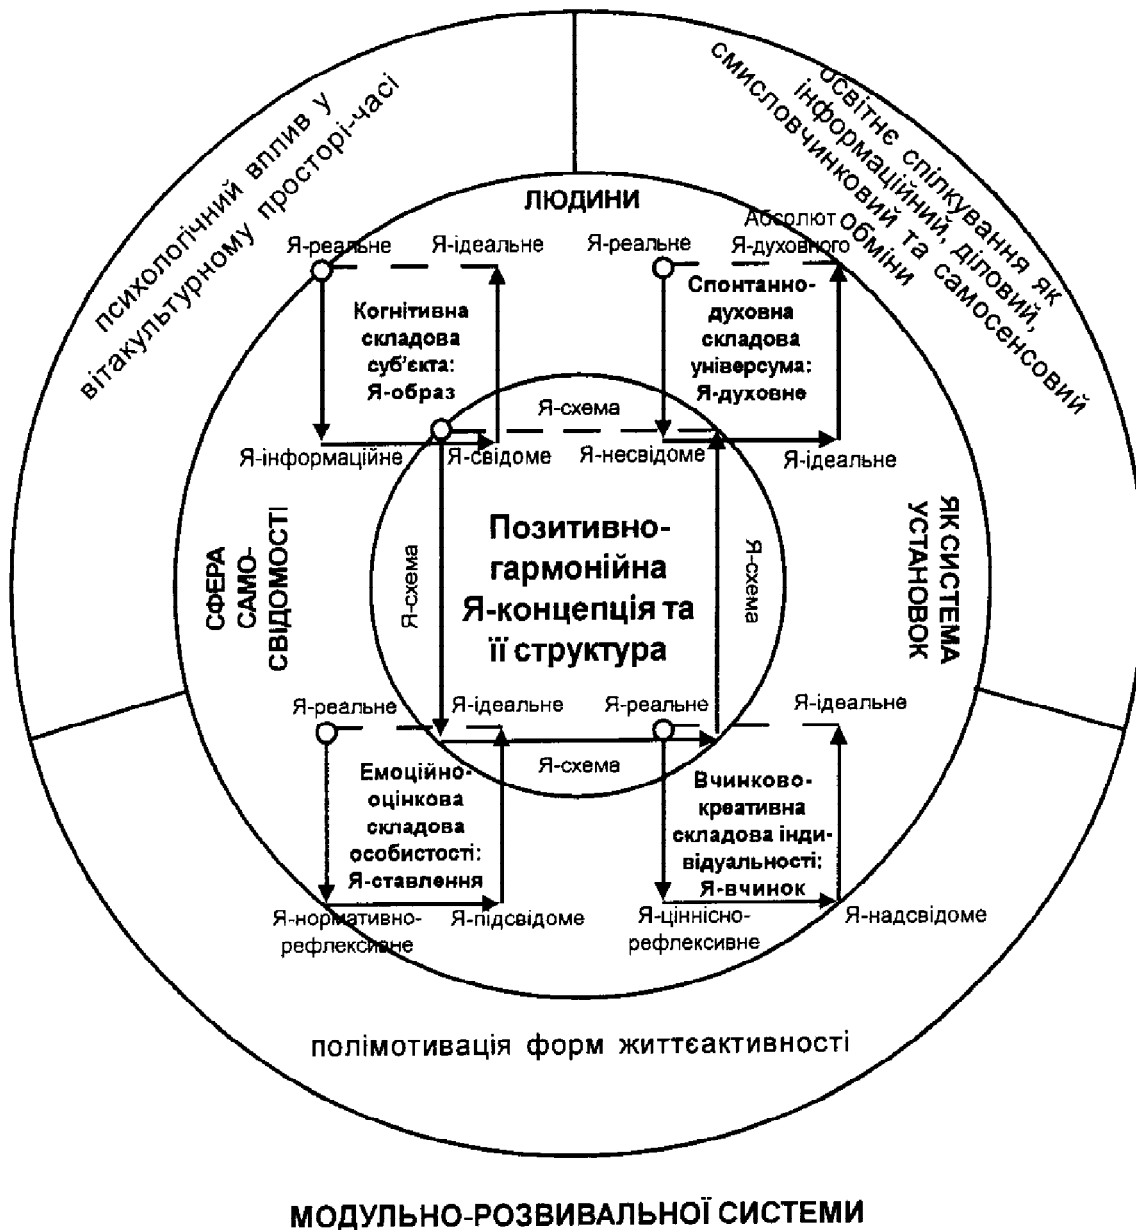 психологічний вплив у
вітакультурному просторі-часі
освітнє спілкування як
інформаційний, діловий,
смисловчинковий та самосенсовий
обміни
ЛЮДИНИ
Я-реальне
Я-ідеальне
Я-реальне
Абсолют
Я-духовного
Когнітивна
складова
суб'єкта:
Я-образ
Спонтанно-
духовна
складова
універсума:
Я-духовне
Я-схема
Я-інформаційне
Я-свідоме
Я-несвідоме
Я-ідеальне
СФЕРА
САМО-
СВІДОМОСТІ
Я-схема
Позитивно-
гармонійна
Я-концепція та
її структура
Я-схема
ЯК СИСТЕМА
УСТАНОВОК
Я-реальне
Я-ідеальне
Я-реальне
Я-ідеальне
Я-схема
Емоційно-
оцінкова
складова
особистості:
Я-ставлення
Вчинково-
креативна
складова інди-
відуальності:
Я-вчинок
Я-нормативно-
рефлексивне
Я-підсвідоме
Я-ціннісно-
рефлексивне
Я-надсвідоме
полімотивація форм життєактивності
МОДУЛЬНО-РОЗВИВАЛЬНОЇ СИСТЕМИ